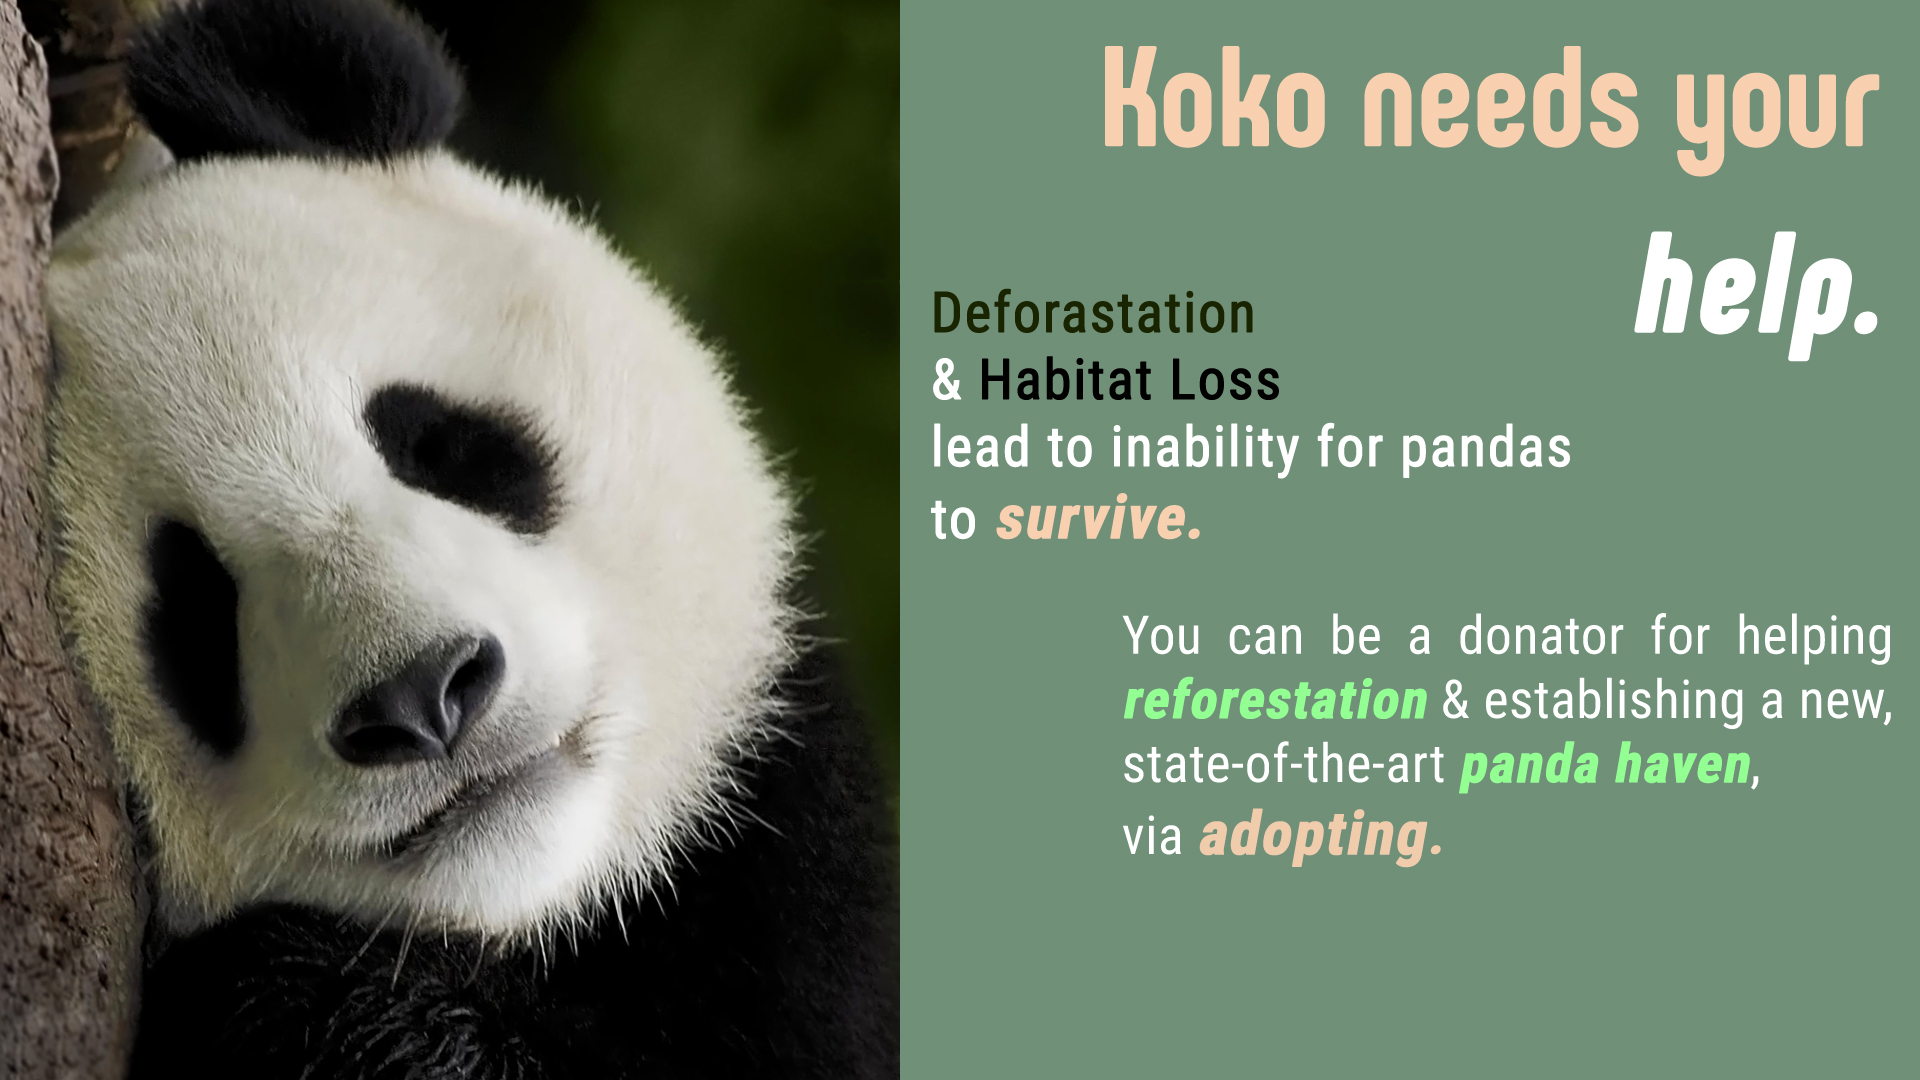 Koko needs your
help.
Deforastation
& Habitat Loss
lead to inability for pandas
to survive.
You can be a donator for helping
reforestation & establishing a new,
state-of-the-art panda haven,
via adopting.